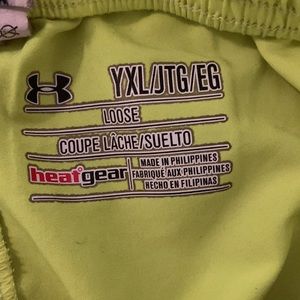 YXL/JTG/EG
LOOSE
COUPE LÂCHE/SUELTO
heatgear
MADE IN PHILIPPINES
FABRIQUÉ AUX PHILIPPINES
HECHO EN FILIPINAS